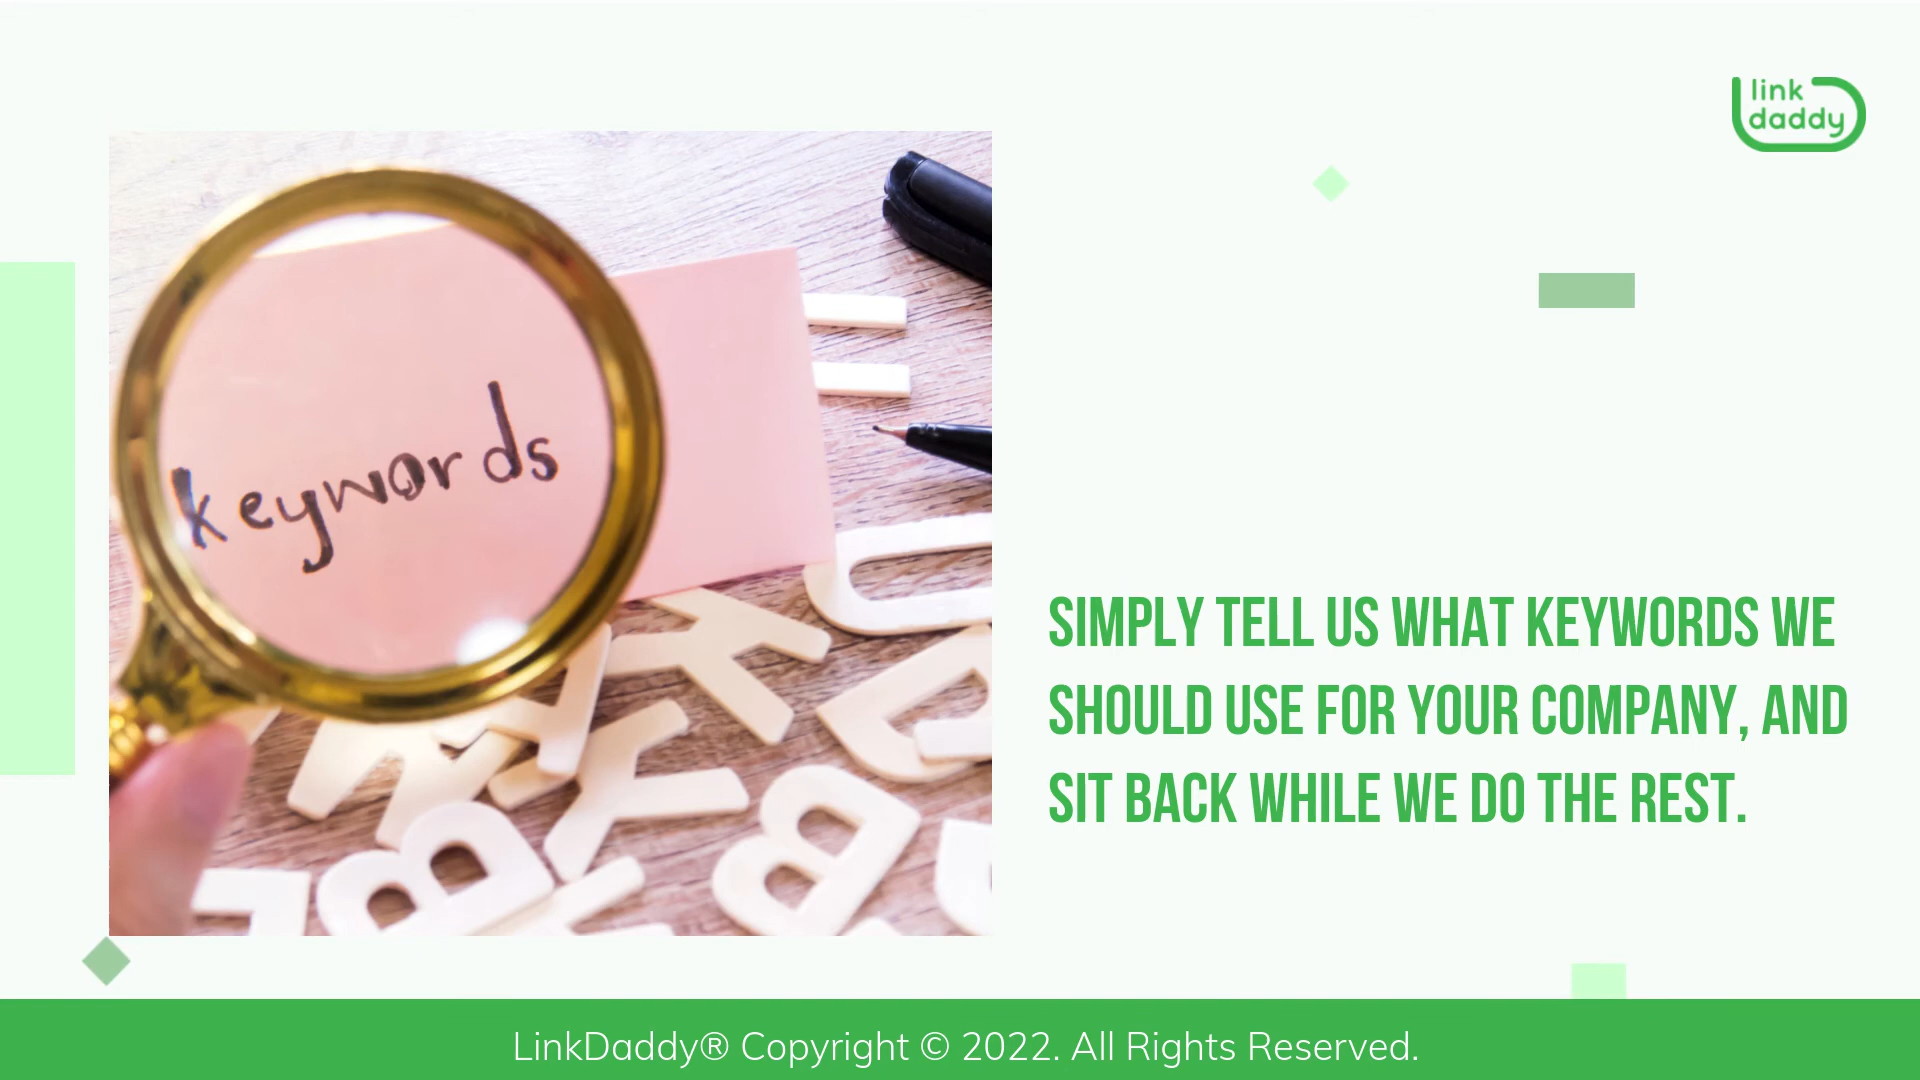 link
daddy
keywords
SIMPLY TELL US WHAT KEYWORDS WE
SHOULD USE FOR YOUR COMPANY, AND
SIT BACK WHILE WE DO THE REST.
LinkDaddy® Copyright © 2022. All Rights Reserved.